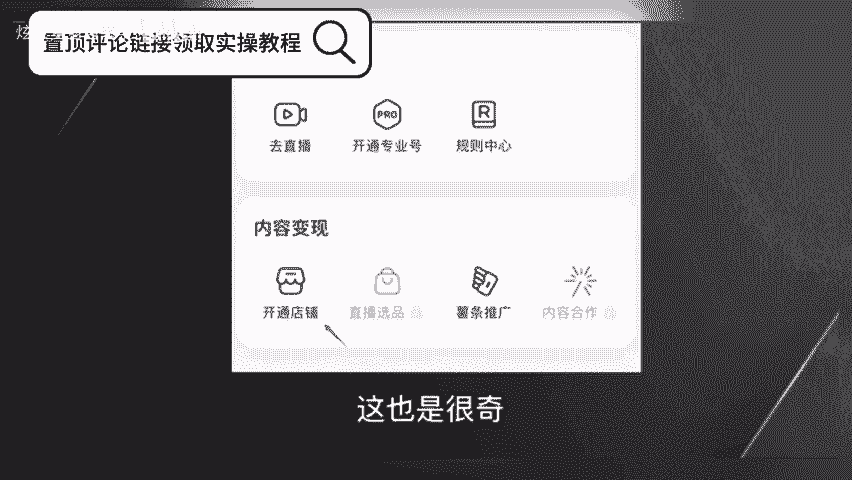 置顶评论链接领取实操教程
去直播
开通专业号
规则中心
内容变现
开通店铺
直播选品
薯条推广
内容合作
这也是很奇